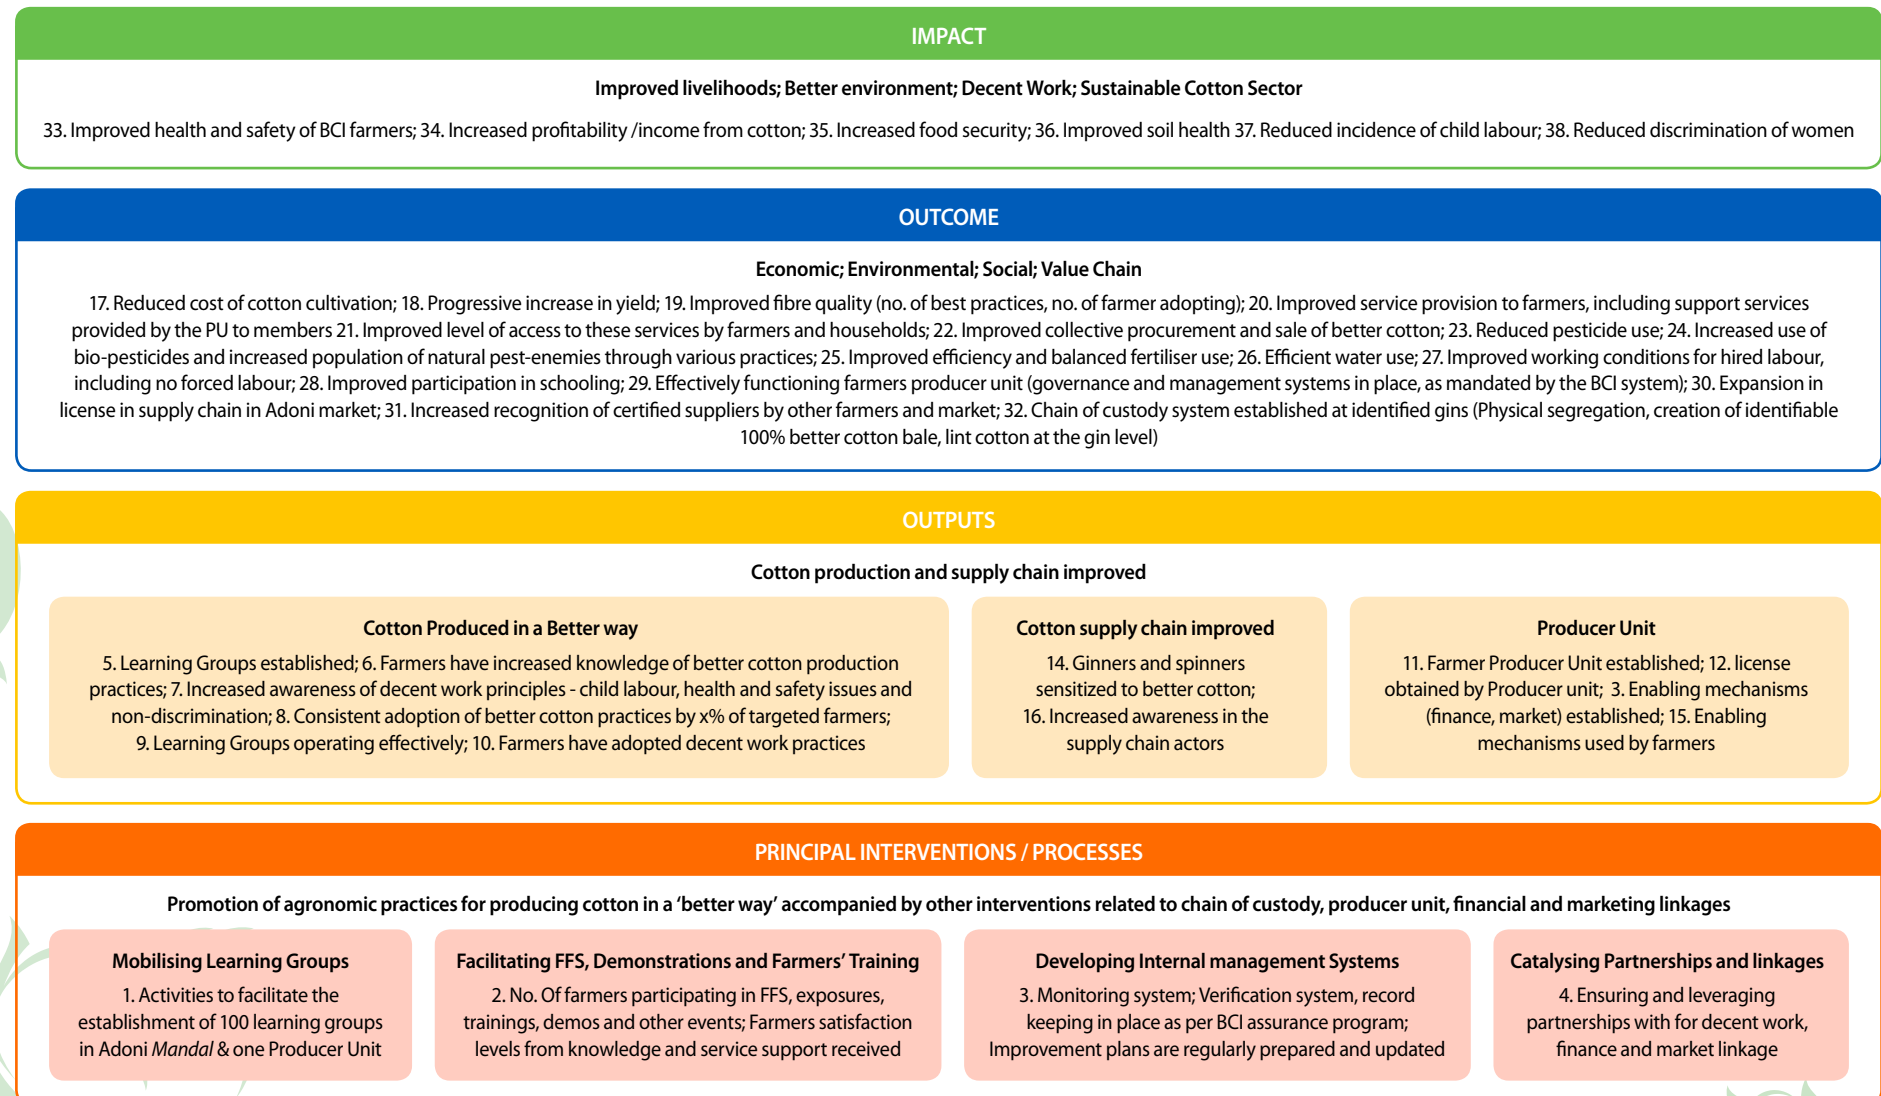 IMPACT
Improved livelihoods; Better environment; Decent Work; Sustainable Cotton Sector
33. Improved health and safety of BCI farmers; 34. Increased profitability /income from cotton; 35. Increased food security; 36. Improved soil health 37. Reduced incidence of child labour; 38. Reduced discrimination of women
OUTCOME
Economic; Environmental; Social; Value Chain
17. Reduced cost of cotton cultivation; 18. Progressive increase in yield; 19. Improved fibre quality (no. of best practices, no. of farmer adopting); 20. Improved service provision to farmers, including support services
provided by the PU to members 21. Improved level of access to these services by farmers and households; 22. Improved collective procurement and sale of better cotton; 23. Reduced pesticide use; 24. Increased use of
bio-pesticides and increased population of natural pest-enemies through various practices; 25. Improved efficiency and balanced fertiliser use; 26. Efficient water use; 27. Improved working conditions for hired labour,
including no forced labour; 28. Improved participation in schooling; 29. Effectively functioning farmers producer unit (governance and management systems in place, as mandated by the BCI system); 30. Expansion in
license in supply chain in Adoni market; 31. Increased recognition of certified suppliers by other farmers and market; 32. Chain of custody system established at identified gins (Physical segregation, creation of identifiable
100% better cotton bale, lint cotton at the gin level)
OUTPUTS
Cotton production and supply chain improved
Cotton Produced in a Better way
5. Learning Groups established; 6. Farmers have increased knowledge of better cotton production
practices; 7. Increased awareness of decent work principles - child labour, health and safety issues and
non-discrimination; 8. Consistent adoption of better cotton practices by x% of targeted farmers;
9. Learning Groups operating effectively; 10. Farmers have adopted decent work practices
Cotton supply chain improved
14. Ginners and spinners
sensitized to better cotton;
16. Increased awareness in the
supply chain actors
Producer Unit
11. Farmer Producer Unit established; 12. license
obtained by Producer unit; 3. Enabling mechanisms
(finance, market) established; 15. Enabling
mechanisms used by farmers
PRINCIPAL INTERVENTIONS / PROCESSES
Promotion of agronomic practices for producing cotton in a ‘better way’ accompanied by other interventions related to chain of custody, producer unit, financial and marketing linkages
Mobilising Learning Groups
1. Activities to facilitate the
establishment of 100 learning groups
in Adoni Mandal & one Producer Unit
Facilitating FFS, Demonstrations and Farmers’ Training
2. No. Of farmers participating in FFS, exposures,
trainings, demos and other events; Farmers satisfaction
levels from knowledge and service support received
Developing Internal management Systems
3. Monitoring system; Verification system, record
keeping in place as per BCI assurance program;
Improvement plans are regularly prepared and updated
Catalysing Partnerships and linkages
4. Ensuring and leveraging
partnerships with for decent work,
finance and market linkage